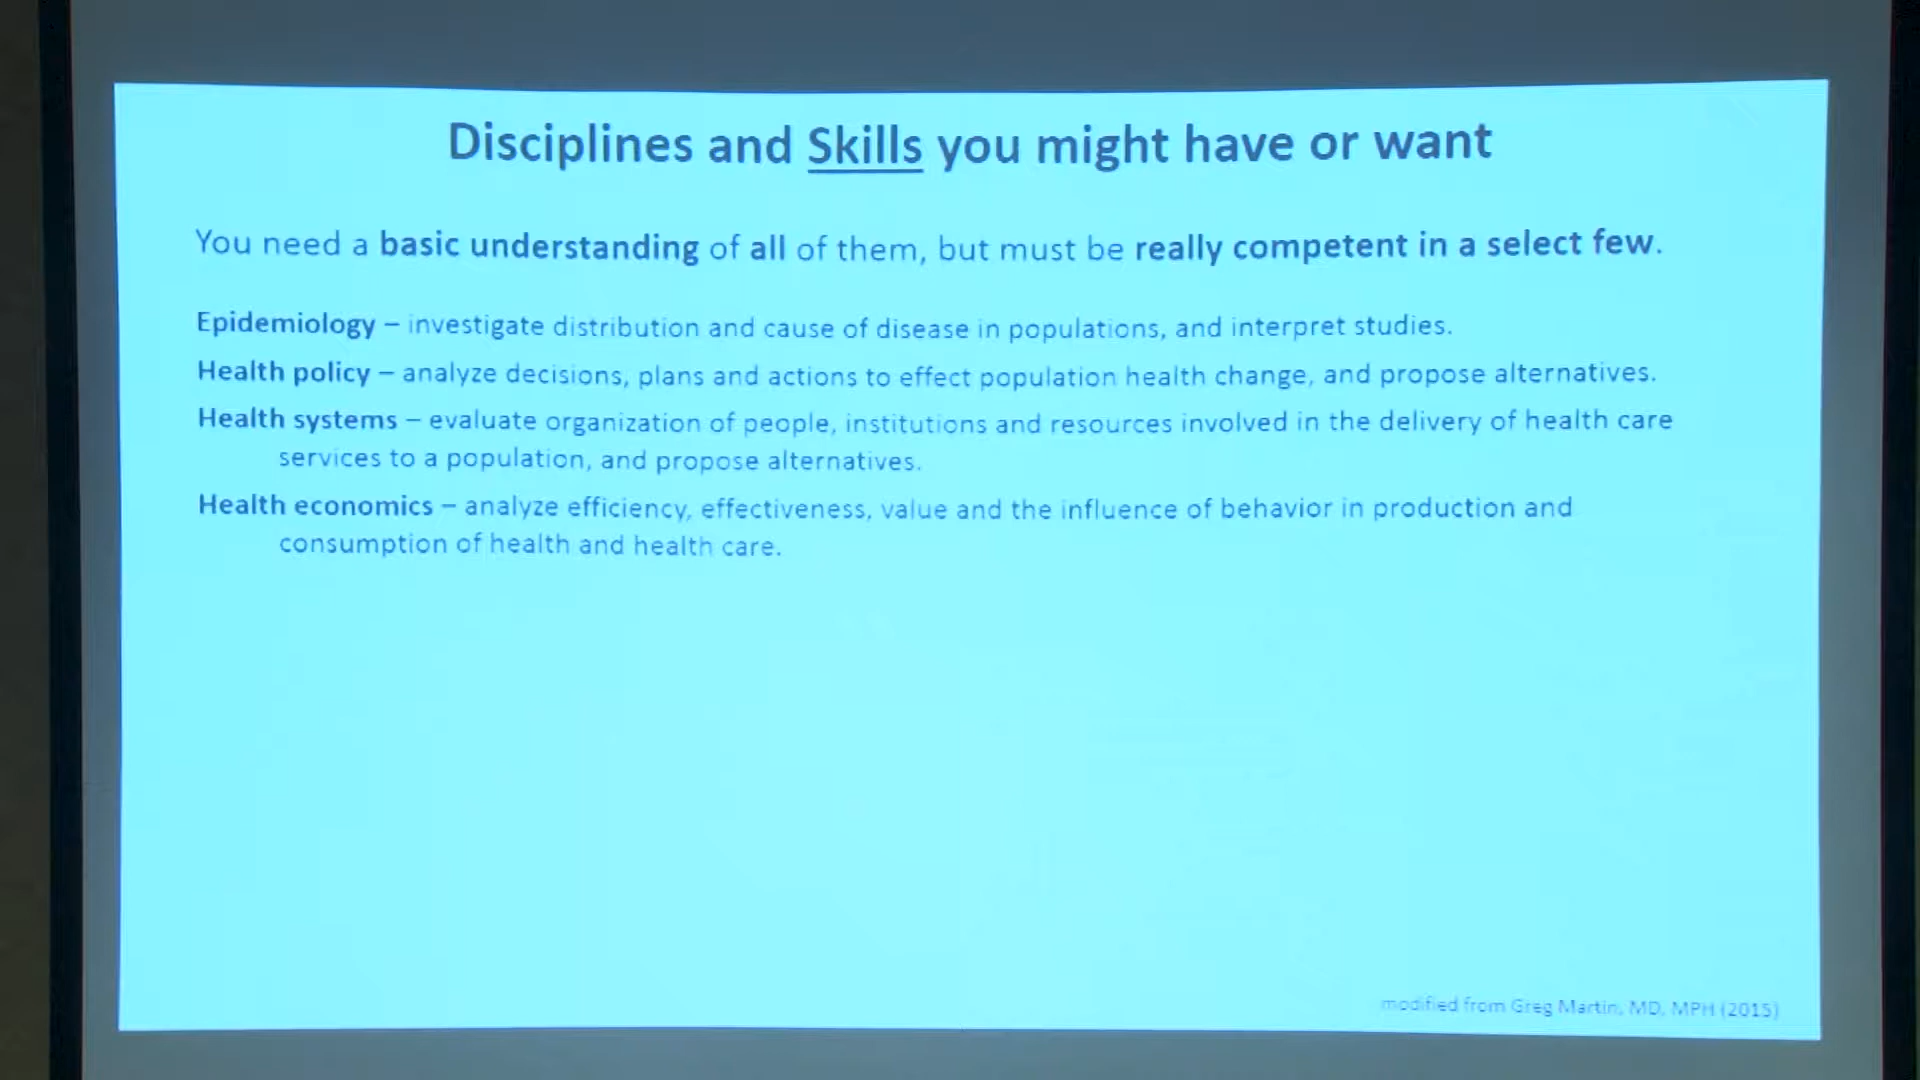 Disciplines and Skills you might have or want
You need a basic understanding of all of them, but must be really competent in a select few.
Epidemiology – investigate distribution and cause of disease in populations, and interpret studies.
Health policy – analyze decisions, plans and actions to effect population health change, and propose alternatives.
Health systems – evaluate organization of people, institutions and resources involved in the delivery of health care
services to a population, and propose alternatives.
Health economics – analyze efficiency, effectiveness, value and the influence of behavior in production and
consumption of health and health care.
modified from Greg Martin, MD, MPH (2015)